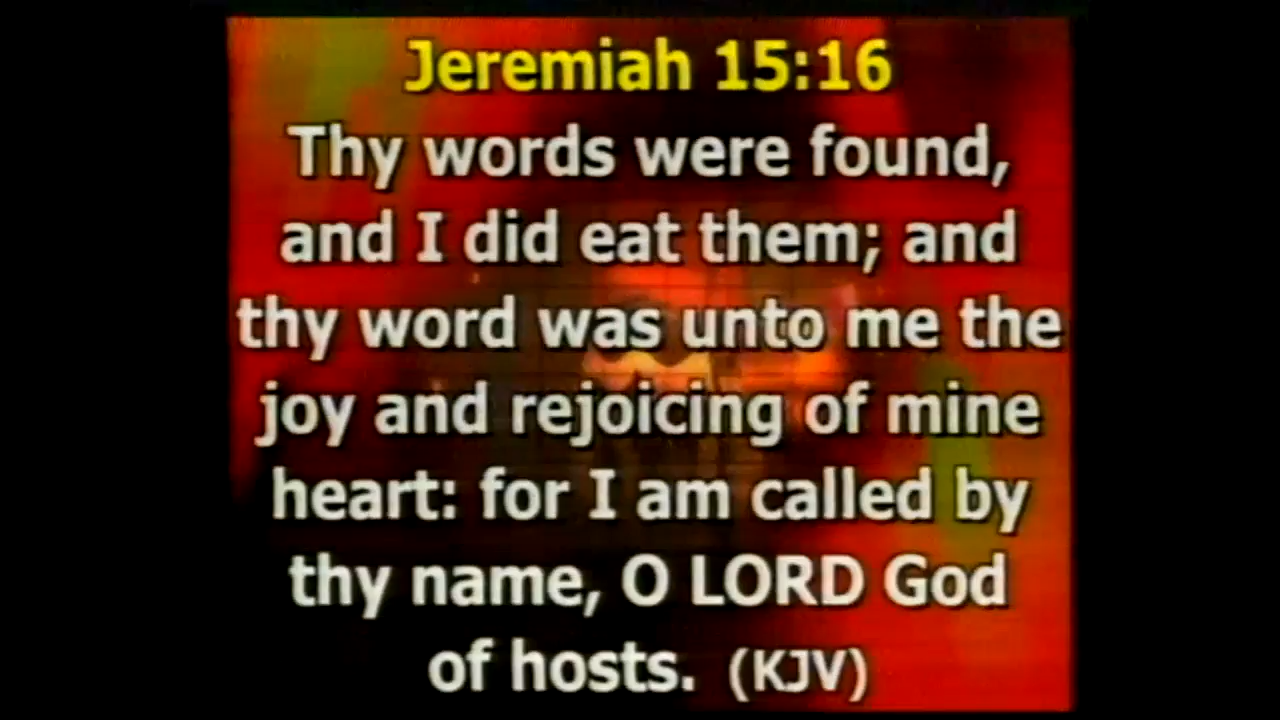 Jeremiah 15:16
Thy words were found,
and I did eat them; and
thy word was unto me the
joy and rejoicing of mine
heart: for I am called by
thy name, O LORD God
of hosts. (KJV)